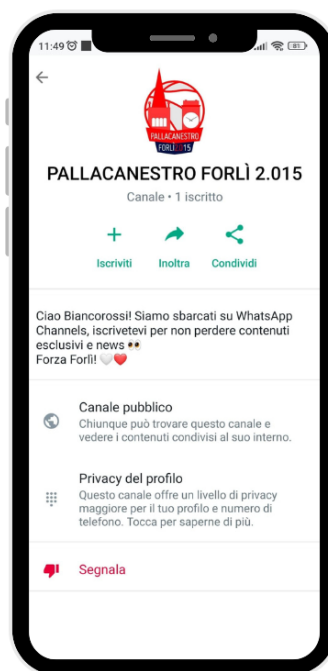 11:49
81
PALLACANESTRO
FORLÌ 2.015
PALLACANESTRO FORLÌ 2.015
Canale • 1 iscritto
Iscriviti Inoltra Condividi
Ciao Biancorossi! Siamo sbarcati su WhatsApp
Channels, iscrivetevi per non perdere contenuti
esclusivi e news 👀
Forza Forlì! 🤍❤️
Canale pubblico
Chiunque può trovare questo canale e
vedere i contenuti condivisi al suo interno.
Privacy del profilo
Questo canale offre un livello di privacy
maggiore per il tuo profilo e numero di
telefono. Tocca per saperne di più.
Segnala